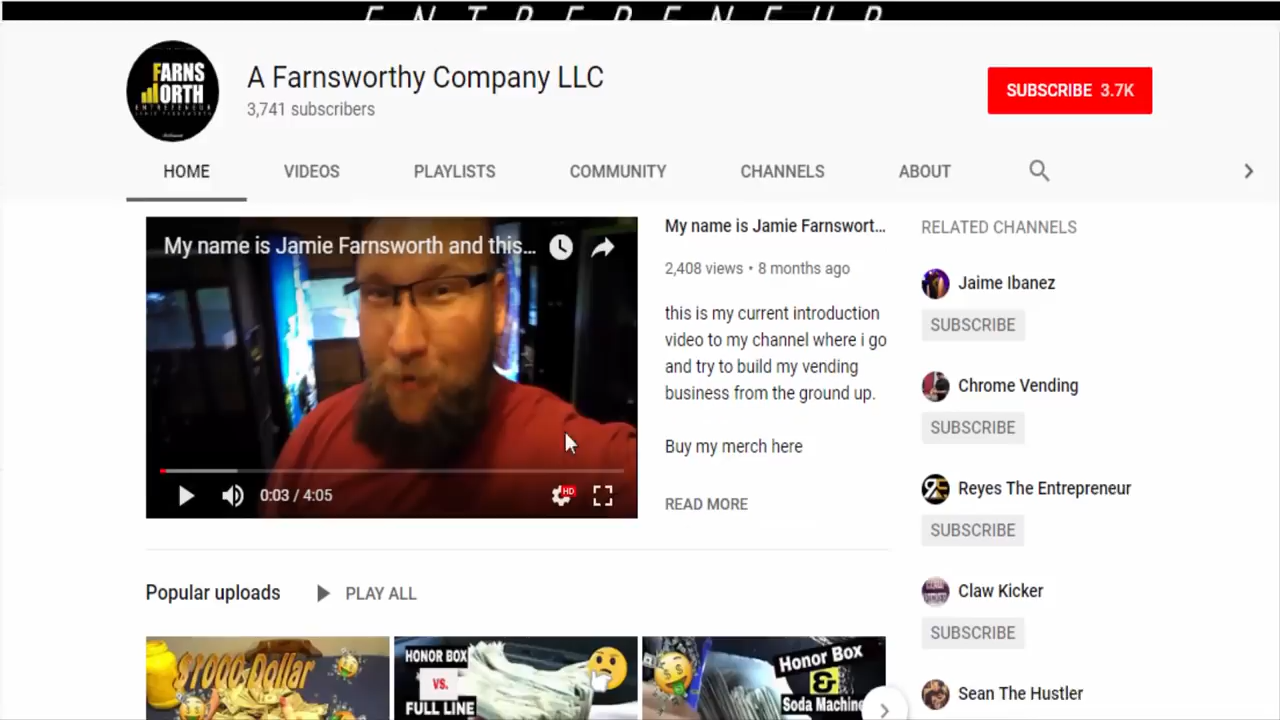 ENTREPRENEUR
FARNS
ORTH
ENTREPRENEUR
A Farnsworthy Company LLC
3,741 subscribers
SUBSCRIBE 3.7K
HOME
VIDEOS
PLAYLISTS
COMMUNITY
CHANNELS
ABOUT
My name is Jamie Farnsworth and this...
0:03 / 4:05
HD
My name is Jamie Farnswort...
2,408 views • 8 months ago
this is my current introduction
video to my channel where i go
and try to build my vending
business from the ground up.
Buy my merch here
READ MORE
RELATED CHANNELS
Jaime Ibanez
SUBSCRIBE
Chrome Vending
SUBSCRIBE
Reyes The Entrepreneur
SUBSCRIBE
Claw Kicker
SUBSCRIBE
Sean The Hustler
Popular uploads
PLAY ALL
$1000 Dollar
HONOR BOX
VS.
FULL LINE
Honor Box
&
Soda Machine